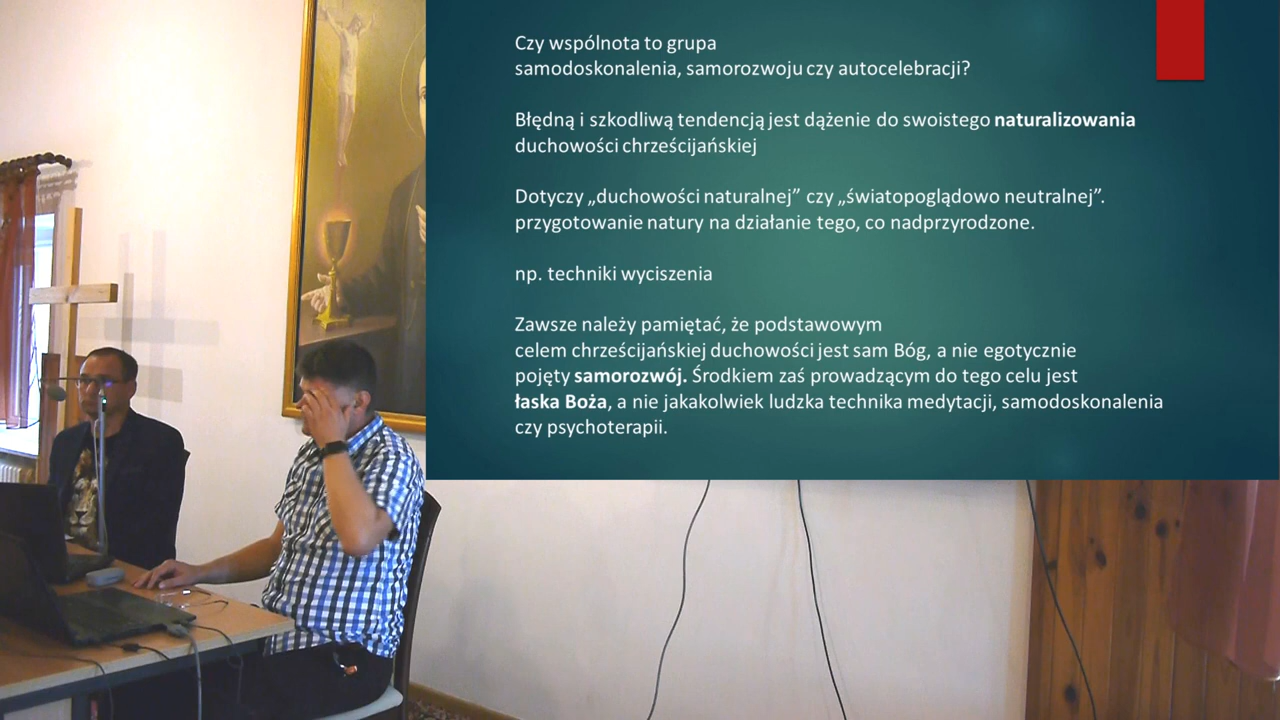 Czy wspólnota to grupa
samodoskonalenia, samorozwoju czy autocelebracji?
Błędną i szkodliwą tendencją jest dążenie do swoistego naturalizowania
duchowości chrześcijańskiej
Dotyczy „duchowości naturalnej” czy „światopoglądowo neutralnej”.
przygotowanie natury na działanie tego, co nadprzyrodzone.
np. techniki wyciszenia
Zawsze należy pamiętać, że podstawowym
celem chrześcijańskiej duchowości jest sam Bóg, a nie egotycznie
pojęty samorozwój. Środkiem zaś prowadzącym do tego celu jest
łaska Boża, a nie jakakolwiek ludzka technika medytacji, samodoskonalenia
czy psychoterapii.